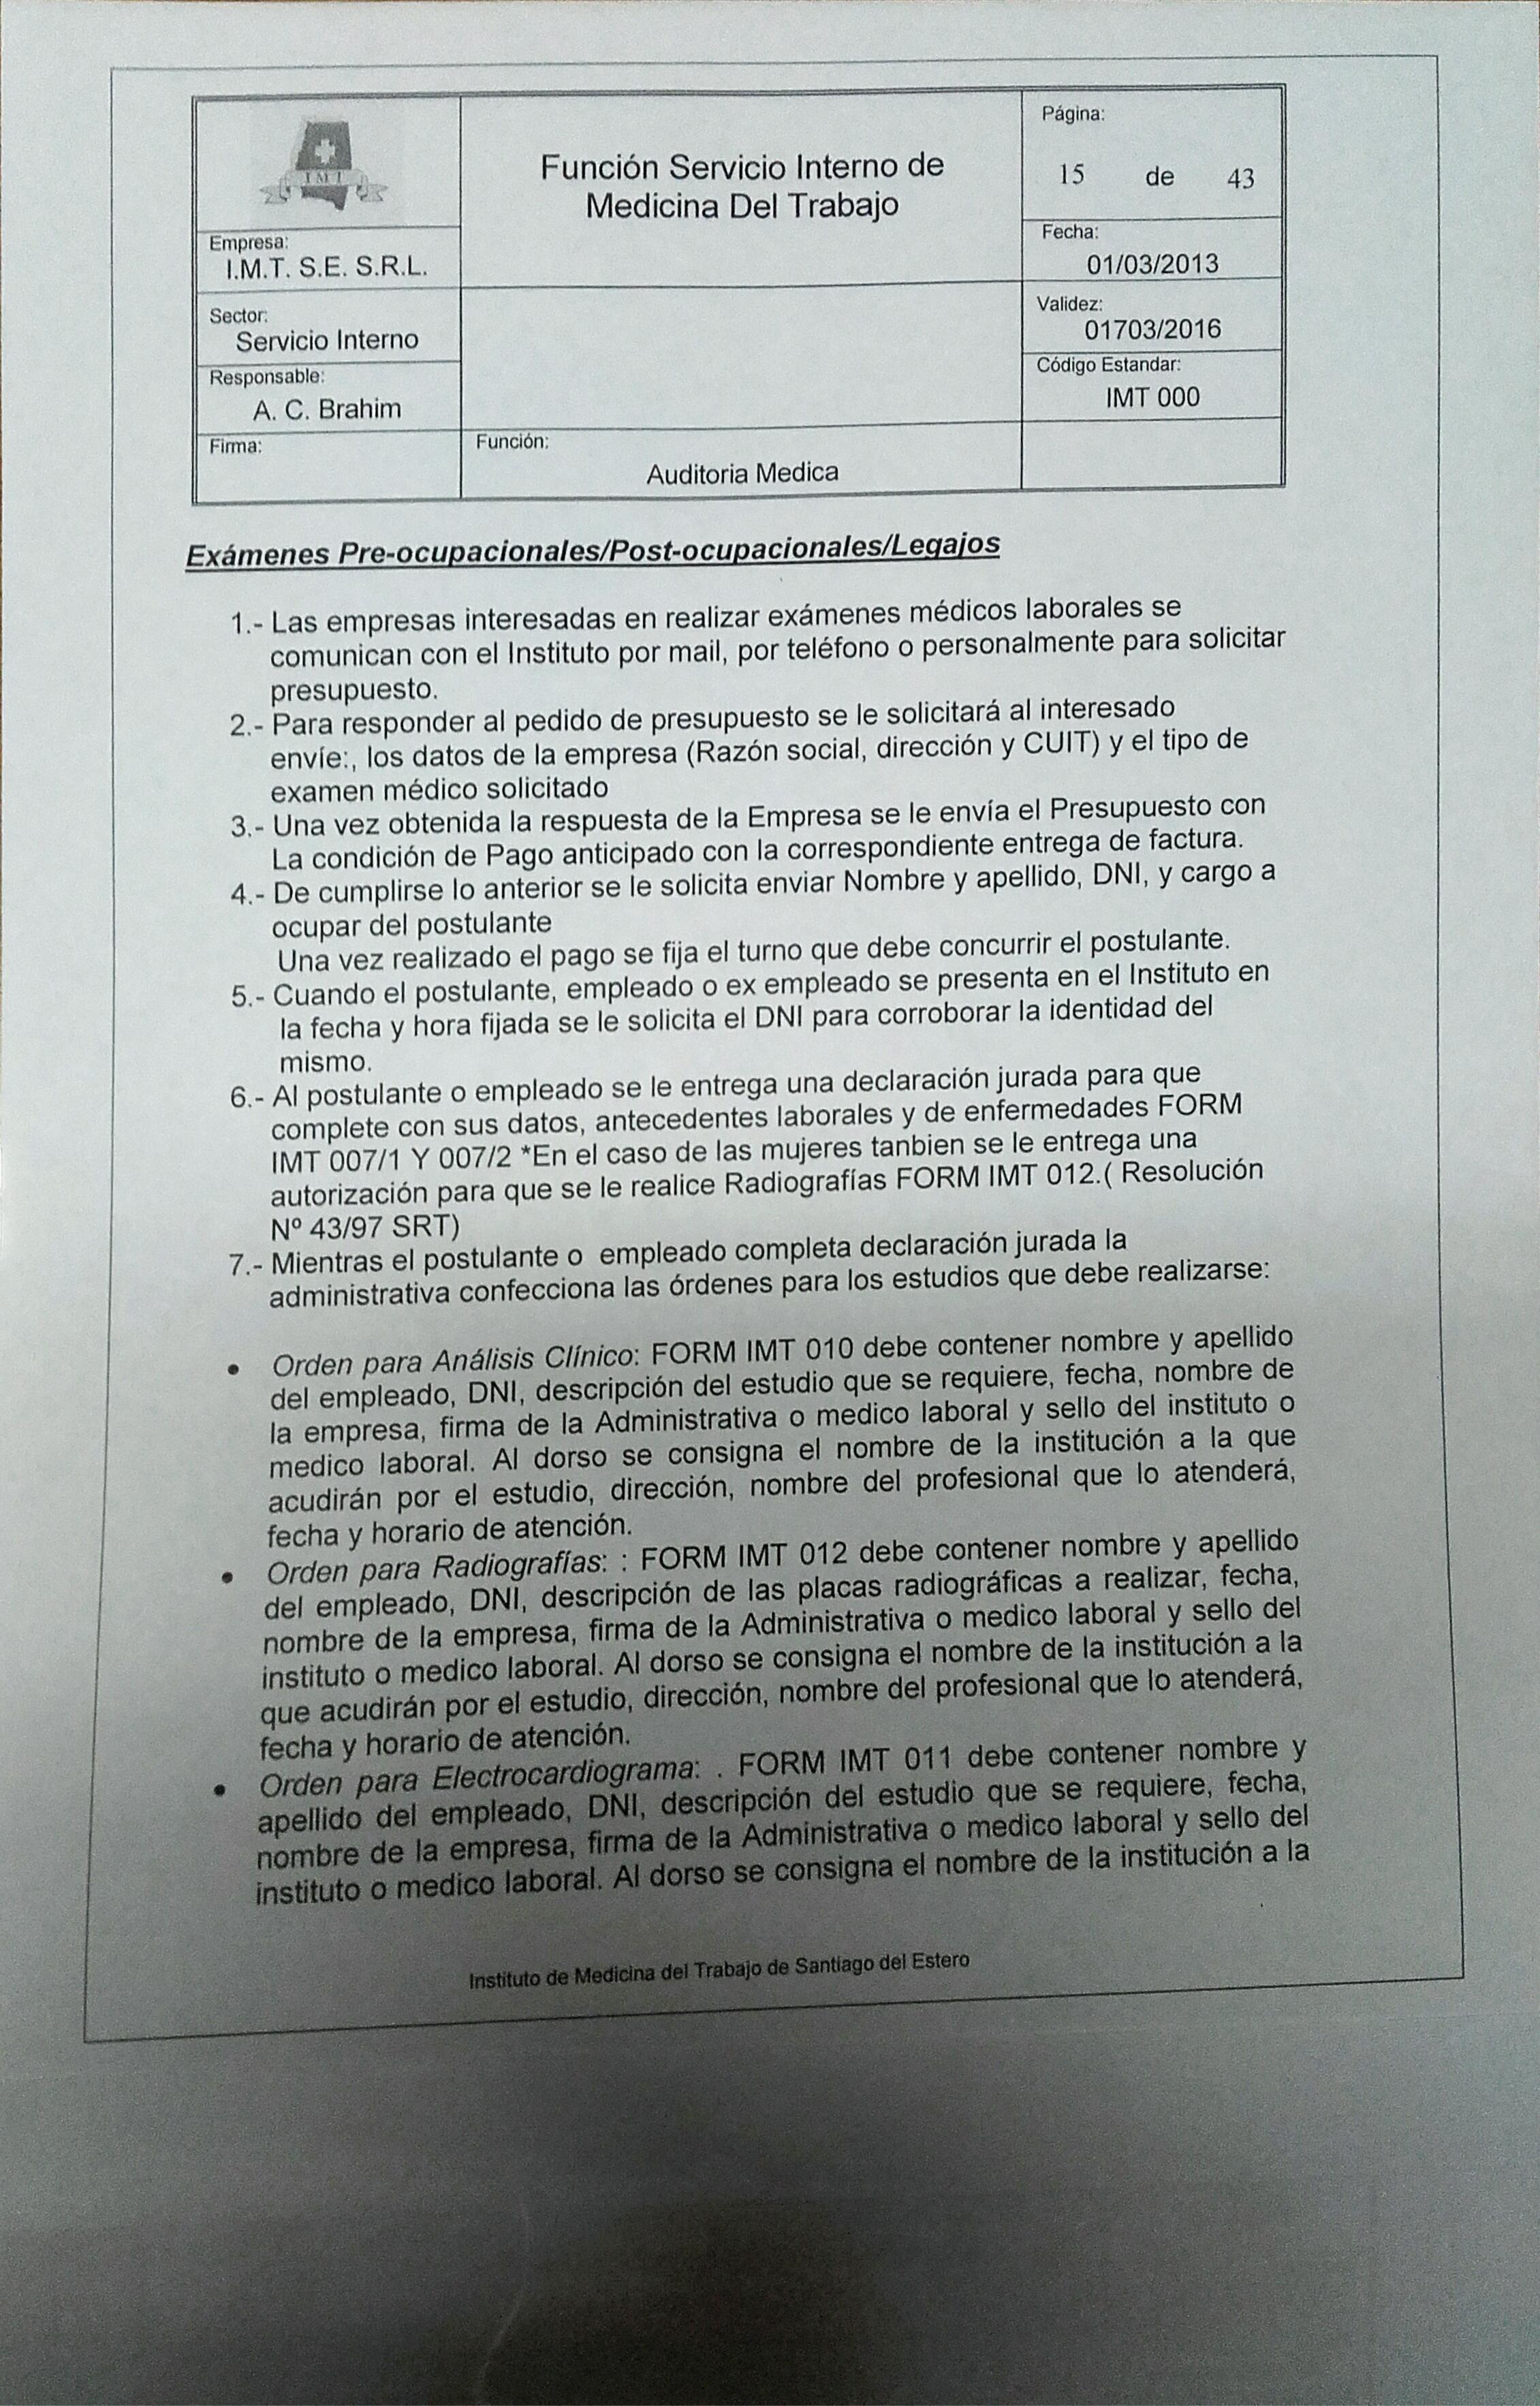 I M T
Función Servicio Interno de
Medicina Del Trabajo
Página:
15 de 43
Empresa:
I.M.T. S.E. S.R.L.
Fecha:
01/03/2013
Sector:
Servicio Interno
Validez:
01703/2016
Responsable:
A. C. Brahim
Código Estandar:
IMT 000
Firma:
Función:
Auditoria Medica
Exámenes Pre-ocupacionales/Post-ocupacionales/Legajos
1.- Las empresas interesadas en realizar exámenes médicos laborales se
comunican con el Instituto por mail, por teléfono o personalmente para solicitar
presupuesto.
2.- Para responder al pedido de presupuesto se le solicitará al interesado
envíe:, los datos de la empresa (Razón social, dirección y CUIT) y el tipo de
examen médico solicitado
3.- Una vez obtenida la respuesta de la Empresa se le envía el Presupuesto con
La condición de Pago anticipado con la correspondiente entrega de factura.
4.- De cumplirse lo anterior se le solicita enviar Nombre y apellido, DNI, y cargo a
ocupar del postulante
Una vez realizado el pago se fija el turno que debe concurrir el postulante.
5.- Cuando el postulante, empleado o ex empleado se presenta en el Instituto en
la fecha y hora fijada se le solicita el DNI para corroborar la identidad del
mismo.
6.- Al postulante o empleado se le entrega una declaración jurada para que
complete con sus datos, antecedentes laborales y de enfermedades FORM
IMT 007/1 Y 007/2 *En el caso de las mujeres tanbien se le entrega una
autorización para que se le realice Radiografías FORM IMT 012.( Resolución
Nº 43/97 SRT)
7.- Mientras el postulante o empleado completa declaración jurada la
administrativa confecciona las órdenes para los estudios que debe realizarse:
• Orden para Análisis Clínico: FORM IMT 010 debe contener nombre y apellido
del empleado, DNI, descripción del estudio que se requiere, fecha, nombre de
la empresa, firma de la Administrativa o medico laboral y sello del instituto o
medico laboral. Al dorso se consigna el nombre de la institución a la que
acudirán por el estudio, dirección, nombre del profesional que lo atenderá,
fecha y horario de atención.
• Orden para Radiografías: : FORM IMT 012 debe contener nombre y apellido
del empleado, DNI, descripción de las placas radiográficas a realizar, fecha,
nombre de la empresa, firma de la Administrativa o medico laboral y sello del
instituto o medico laboral. Al dorso se consigna el nombre de la institución a la
que acudirán por el estudio, dirección, nombre del profesional que lo atenderá,
fecha y horario de atención.
• Orden para Electrocardiograma: . FORM IMT 011 debe contener nombre y
apellido del empleado, DNI, descripción del estudio que se requiere, fecha,
nombre de la empresa, firma de la Administrativa o medico laboral y sello del
instituto o medico laboral. Al dorso se consigna el nombre de la institución a la
Instituto de Medicina del Trabajo de Santiago del Estero